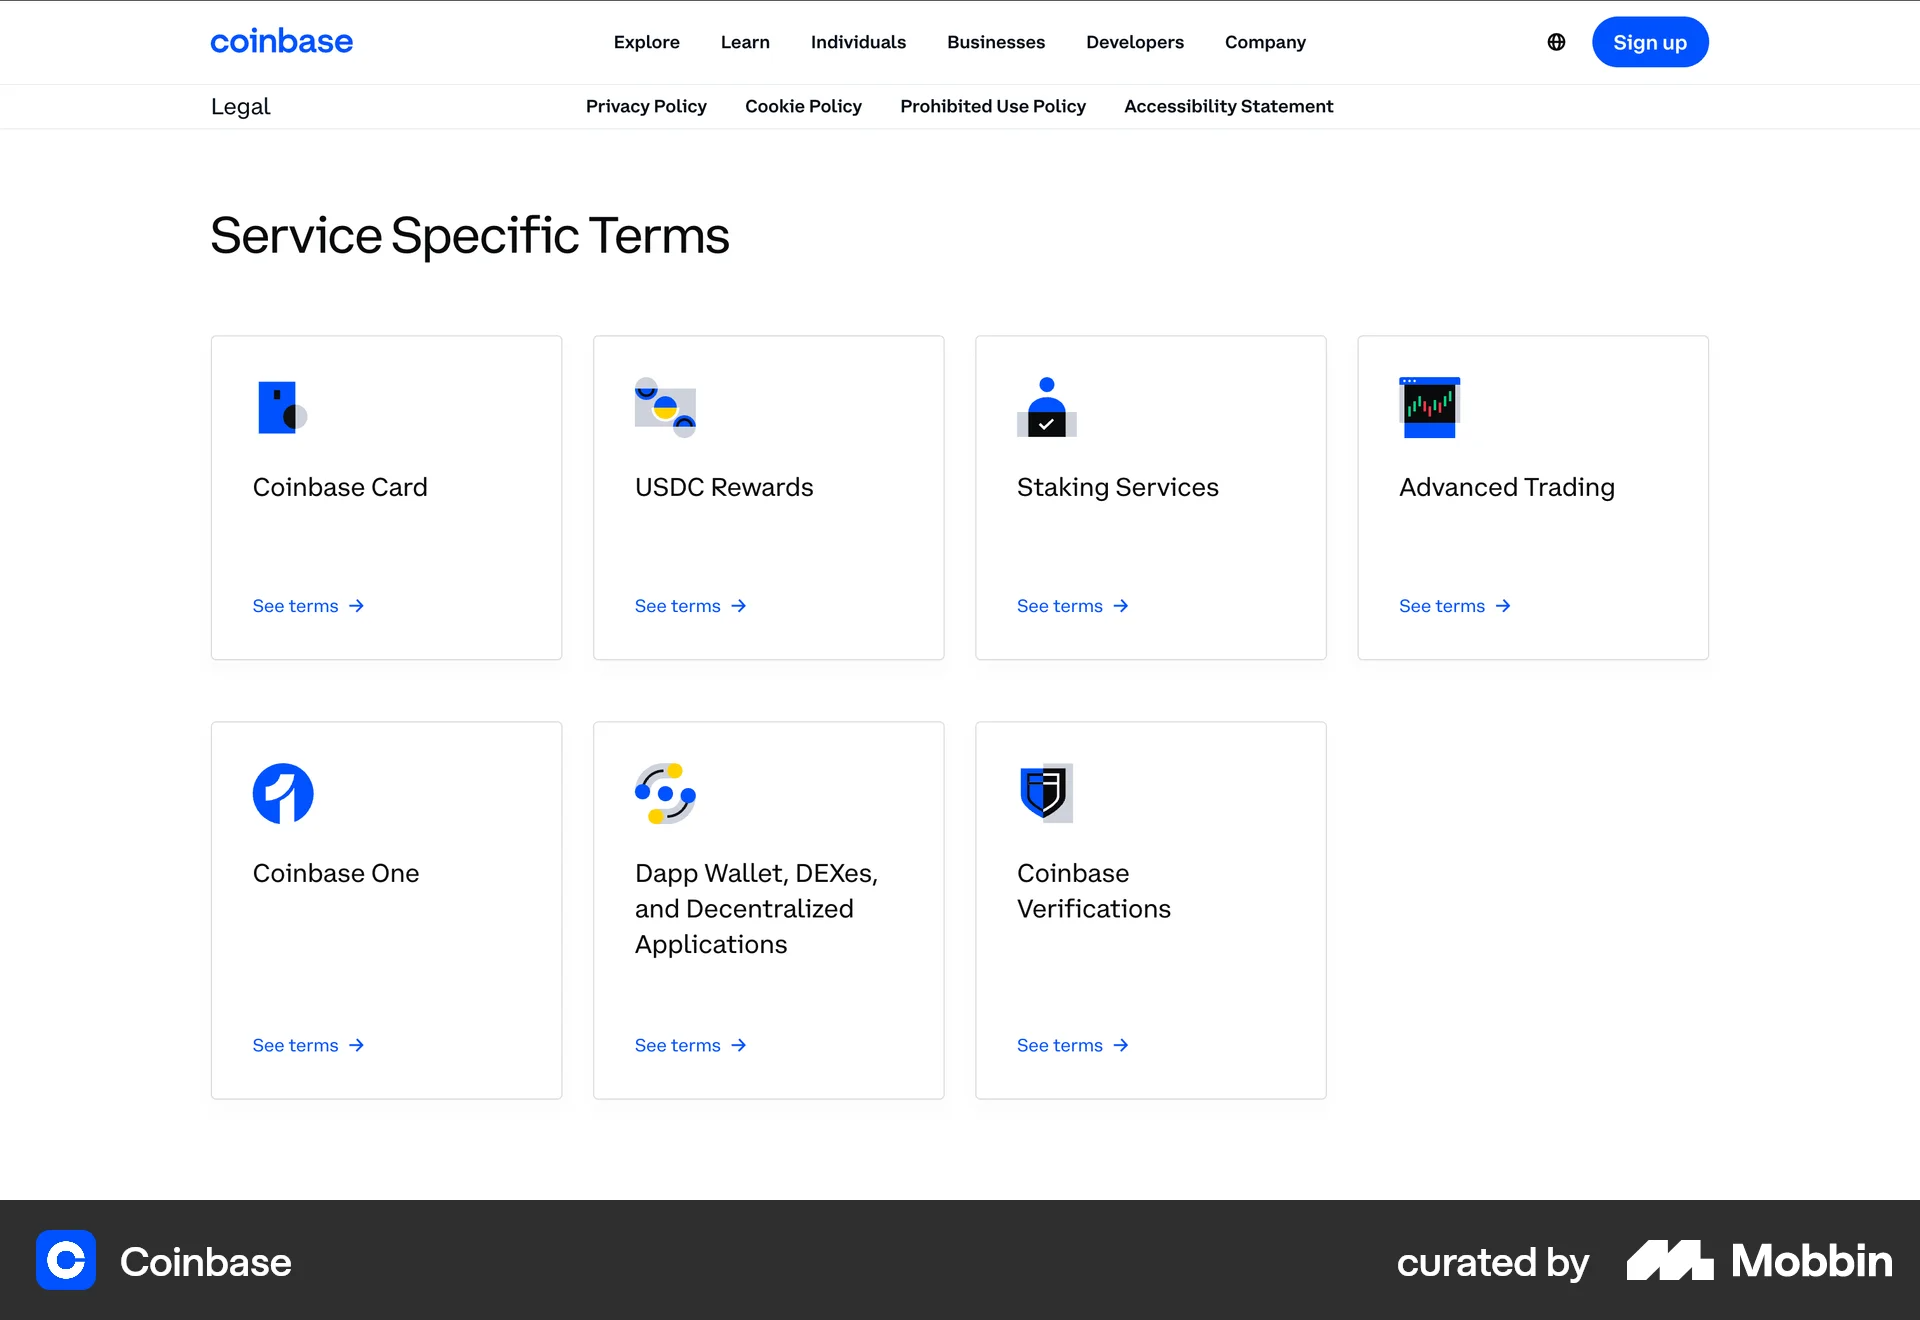 coinbase
Explore
Learn
Individuals
Businesses
Developers
Company
Sign up
Legal
Privacy Policy
Cookie Policy
Prohibited Use Policy
Accessibility Statement
Service Specific Terms
Coinbase Card
See terms
USDC Rewards
See terms
Staking Services
See terms
Advanced Trading
See terms
Coinbase One
See terms
Dapp Wallet, DEXes,
and Decentralized
Applications
See terms
Coinbase
Verifications
See terms
Coinbase
curated by
Mobbin